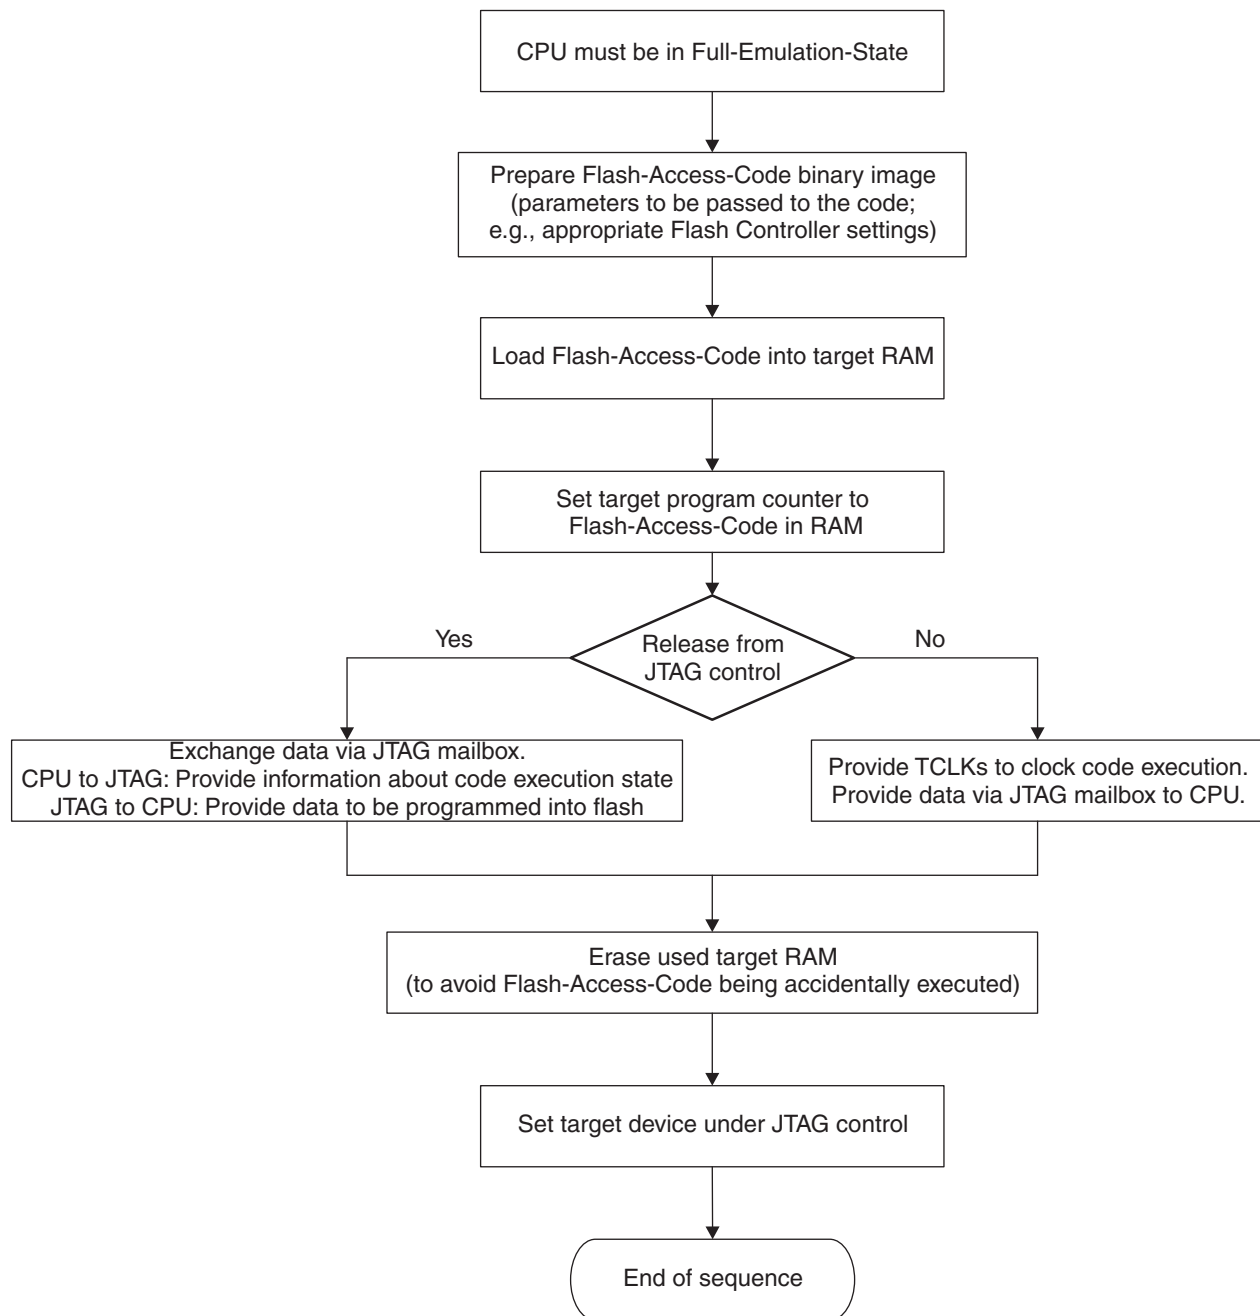 CPU must be in Full-Emulation-State
Prepare Flash-Access-Code binary image
(parameters to be passed to the code;
e.g., appropriate Flash Controller settings)
Load Flash-Access-Code into target RAM
Set target program counter to
Flash-Access-Code in RAM
Release from
JTAG control
Yes
No
Exchange data via JTAG mailbox.
CPU to JTAG: Provide information about code execution state
JTAG to CPU: Provide data to be programmed into flash
Provide TCLKs to clock code execution.
Provide data via JTAG mailbox to CPU.
Erase used target RAM
(to avoid Flash-Access-Code being accidentally executed)
Set target device under JTAG control
End of sequence